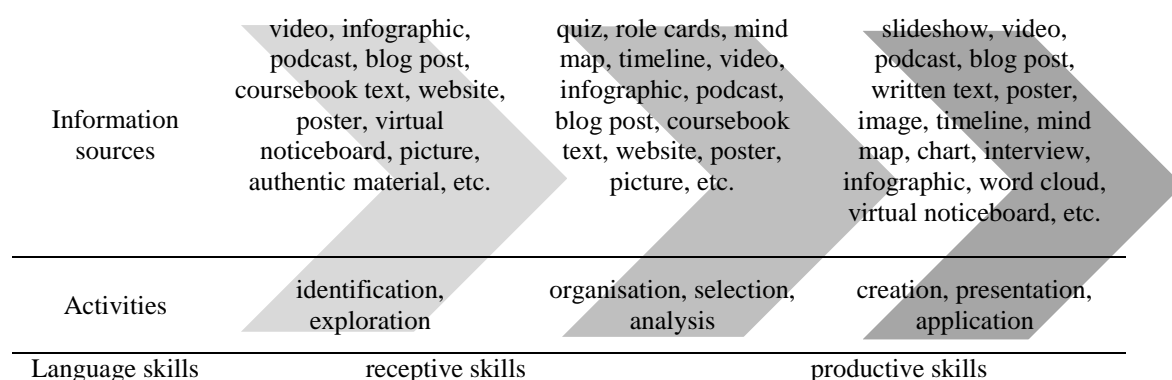 Information
sources
video, infographic,
podcast, blog post,
coursebook text, website,
poster, virtual
noticeboard, picture,
authentic material, etc.
quiz, role cards, mind
map, timeline, video,
infographic, podcast,
blog post, coursebook
text, website, poster,
picture, etc.
slideshow, video,
podcast, blog post,
written text, poster,
image, timeline, mind
map, chart, interview,
infographic, word cloud,
virtual noticeboard, etc.
Activities
identification,
exploration
organisation, selection,
analysis
creation, presentation,
application
Language skills
receptive skills
productive skills